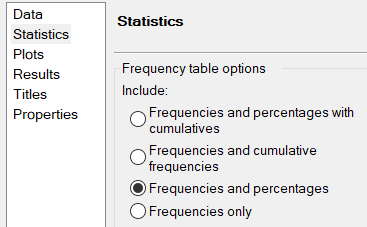 Data
Statistics
Plots
Results
Titles
Properties
Statistics
Frequency table options
Include:
Frequencies and percentages with
cumulatives
Frequencies and cumulative
frequencies
Frequencies and percentages
Frequencies only